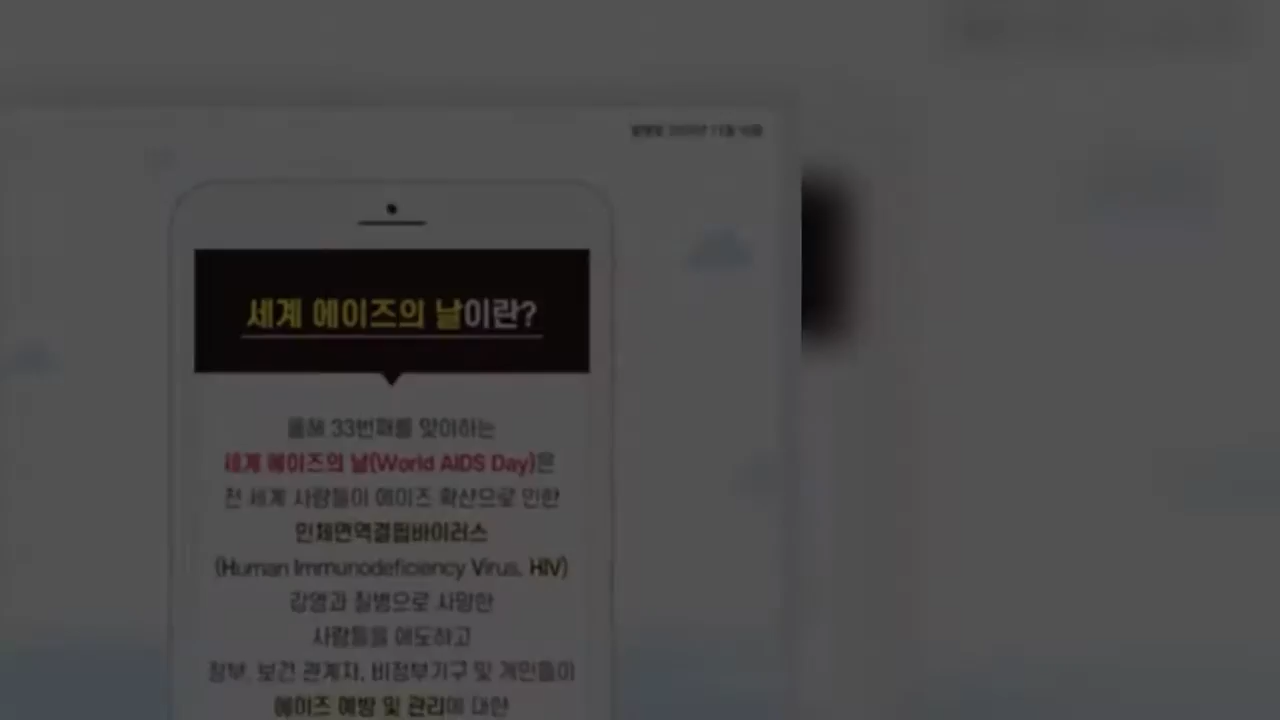 세계 에이즈의 날이란?
올해 33번째를 맞이하는
세계 에이즈의 날(World AIDS Day)은
전 세계 사람들이 에이즈 확산으로 인한
인체면역결핍바이러스
(Human Immunodeficiency Virus, HIV)
감염과 질병으로 사망한
사람들을 애도하고
정부, 보건 관계자, 비정부기구 및 개인들이
에이즈 예방 및 관리에 대한